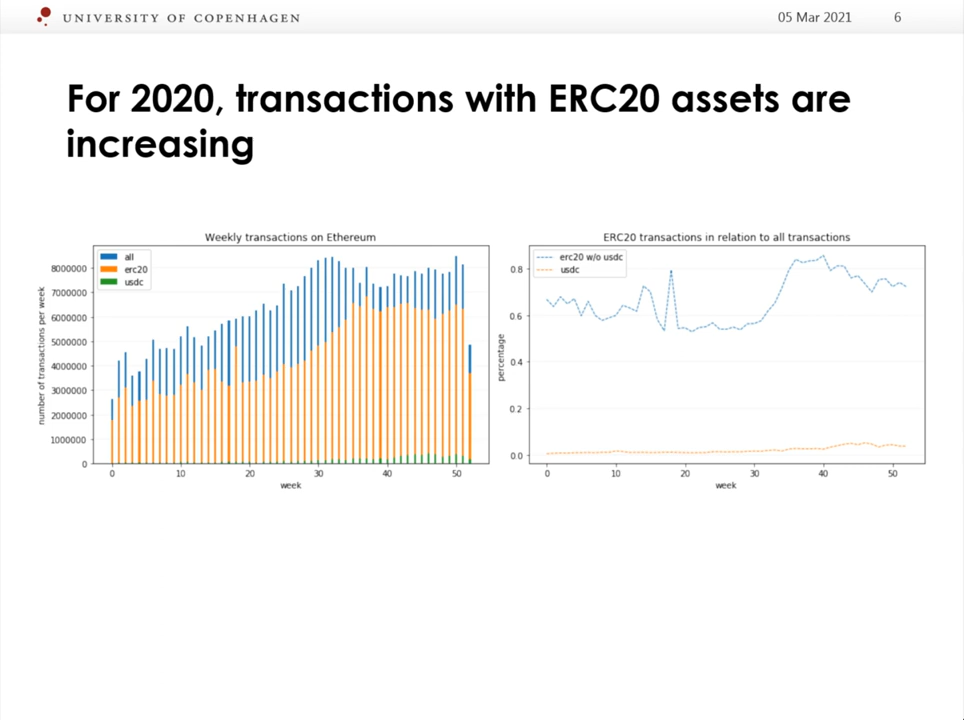 UNIVERSITY OF COPENHAGEN
05 Mar 2021
6
For 2020, transactions with ERC20 assets are
increasing
Weekly transactions on Ethereum
all
erc20
usdc
number of transactions per week
8000000
7000000
6000000
5000000
4000000
3000000
2000000
1000000
0
0 10 20 30 40 50
week
ERC20 transactions in relation to all transactions
erc20 w/o usdc
usdc
percentage
0.8
0.6
0.4
0.2
0.0
0 10 20 30 40 50
week